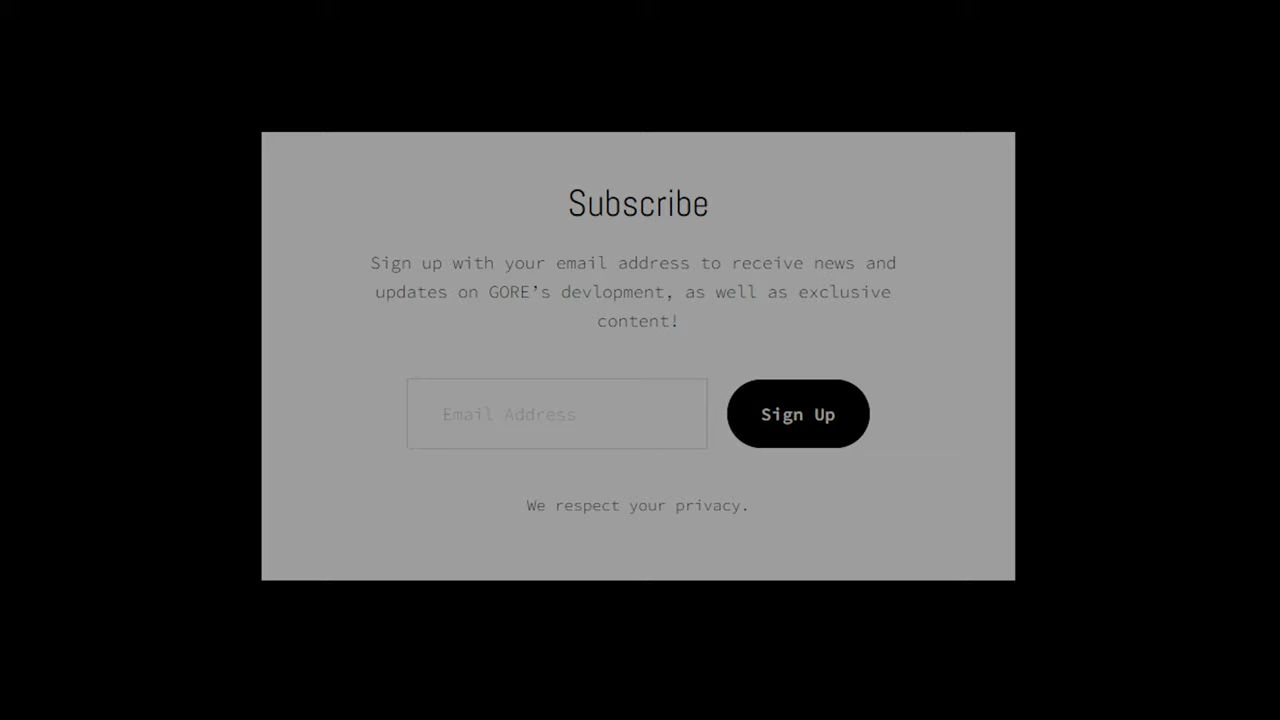 Subscribe
Sign up with your email address to receive news and
updates on GORE’s devlopment, as well as exclusive
content!
Email Address
Sign Up
We respect your privacy.